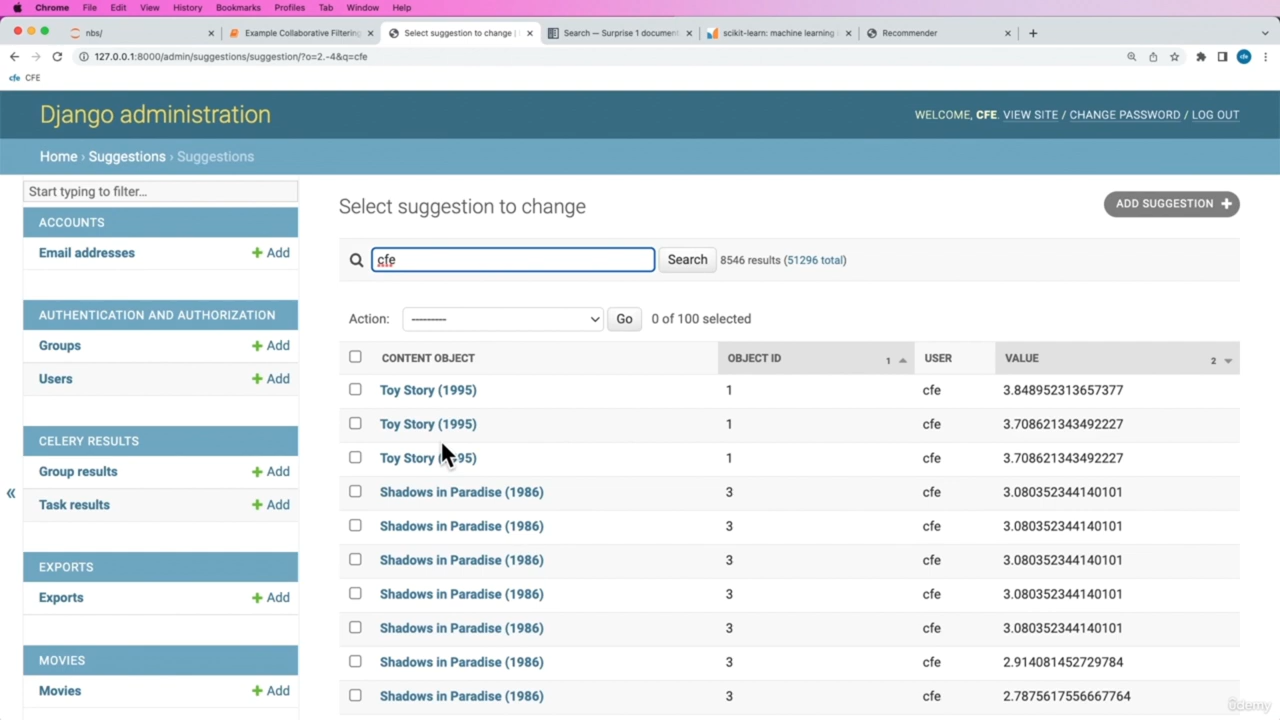 Chrome File Edit View History Bookmarks Profiles Tab Window Help
nbs/ Example Collaborative Filtering Select suggestion to change | Search — Surprise 1 document scikit-learn: machine learning Recommender
127.0.0.1:8000/admin/suggestions/suggestion/?o=2.-4&q=cfe
cfe CFE
Django administration
WELCOME, CFE. VIEW SITE / CHANGE PASSWORD / LOG OUT
Home › Suggestions › Suggestions
Start typing to filter...
ACCOUNTS
Email addresses + Add
AUTHENTICATION AND AUTHORIZATION
Groups + Add
Users + Add
CELERY RESULTS
Group results + Add
Task results + Add
EXPORTS
Exports + Add
MOVIES
Movies + Add
Select suggestion to change
ADD SUGGESTION +
cfe Search 8546 results (51296 total)
Action: --------- Go 0 of 100 selected
CONTENT OBJECT OBJECT ID 1 USER VALUE 2
Toy Story (1995) 1 cfe 3.848952313657377
Toy Story (1995) 1 cfe 3.708621343492227
Toy Story 95) 1 cfe 3.708621343492227
Shadows in Paradise (1986) 3 cfe 3.080352344140101
Shadows in Paradise (1986) 3 cfe 3.080352344140101
Shadows in Paradise (1986) 3 cfe 3.080352344140101
Shadows in Paradise (1986) 3 cfe 3.080352344140101
Shadows in Paradise (1986) 3 cfe 3.080352344140101
Shadows in Paradise (1986) 3 cfe 2.914081452729784
Shadows in Paradise (1986) 3 cfe 2.7875617556667764
ûdemy